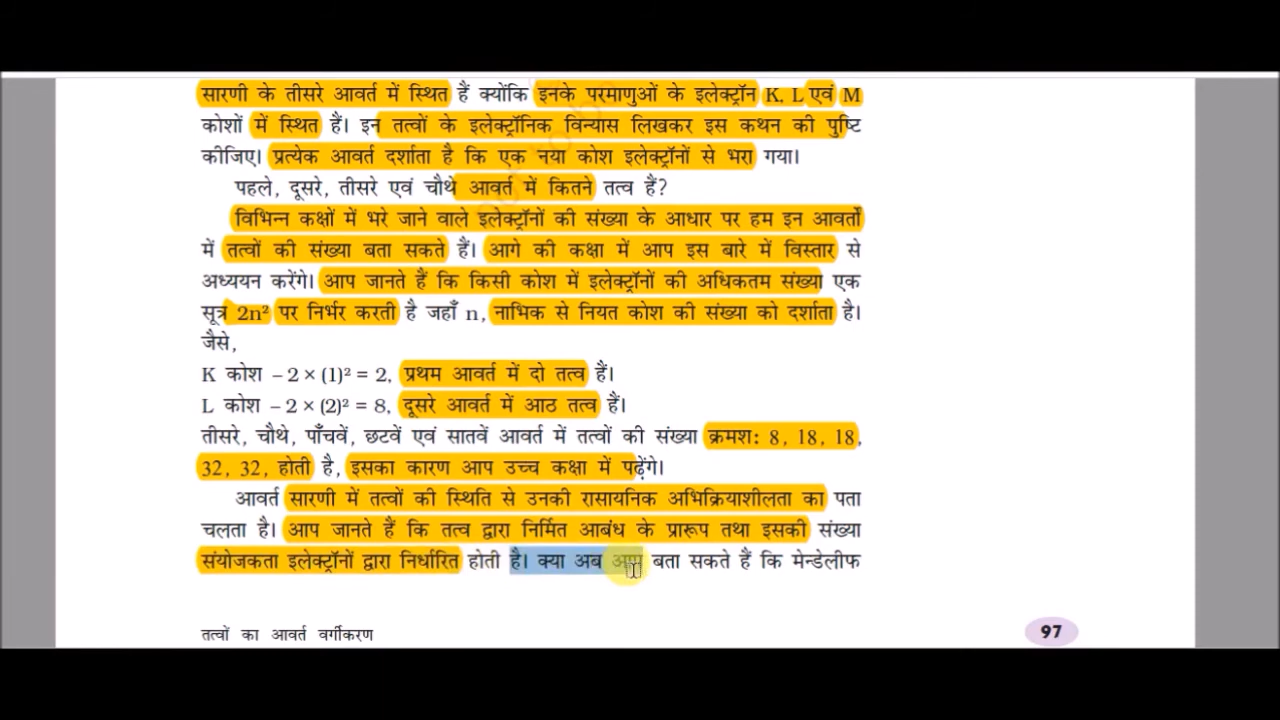 सारणी के तीसरे आवर्त में स्थित हैं क्योंकि इनके परमाणुओं के इलेक्ट्रॉन K, L एवं M
कोशों में स्थित हैं। इन तत्वों के इलेक्ट्रॉनिक विन्यास लिखकर इस कथन की पुष्टि
कीजिए। प्रत्येक आवर्त दर्शाता है कि एक नया कोश इलेक्ट्रॉनों से भरा गया।
पहले, दूसरे, तीसरे एवं चौथे आवर्त में कितने तत्व हैं?
विभिन्न कक्षों में भरे जाने वाले इलेक्ट्रॉनों की संख्या के आधार पर हम इन आवर्तों
में तत्वों की संख्या बता सकते हैं। आगे की कक्षा में आप इस बारे में विस्तार से
अध्ययन करेंगे। आप जानते हैं कि किसी कोश में इलेक्ट्रॉनों की अधिकतम संख्या एक
सूत्र 2n² पर निर्भर करती है जहाँ n, नाभिक से नियत कोश की संख्या को दर्शाता है।
जैसे,
K कोश – 2 × (1)² = 2, प्रथम आवर्त में दो तत्व हैं।
L कोश – 2 × (2)² = 8, दूसरे आवर्त में आठ तत्व हैं।
तीसरे, चौथे, पाँचवें, छटवें एवं सातवें आवर्त में तत्वों की संख्या क्रमश: 8, 18, 18,
32, 32, होती है, इसका कारण आप उच्च कक्षा में पढ़ेंगे।
आवर्त सारणी में तत्वों की स्थिति से उनकी रासायनिक अभिक्रियाशीलता का पता
चलता है। आप जानते हैं कि तत्व द्वारा निर्मित आबंध के प्रारूप तथा इसकी संख्या
संयोजकता इलेक्ट्रॉनों द्वारा निर्धारित होती है। क्या अब आप बता सकते हैं कि मेन्डेलीफ
तत्वों का आवर्त वर्गीकरण
97